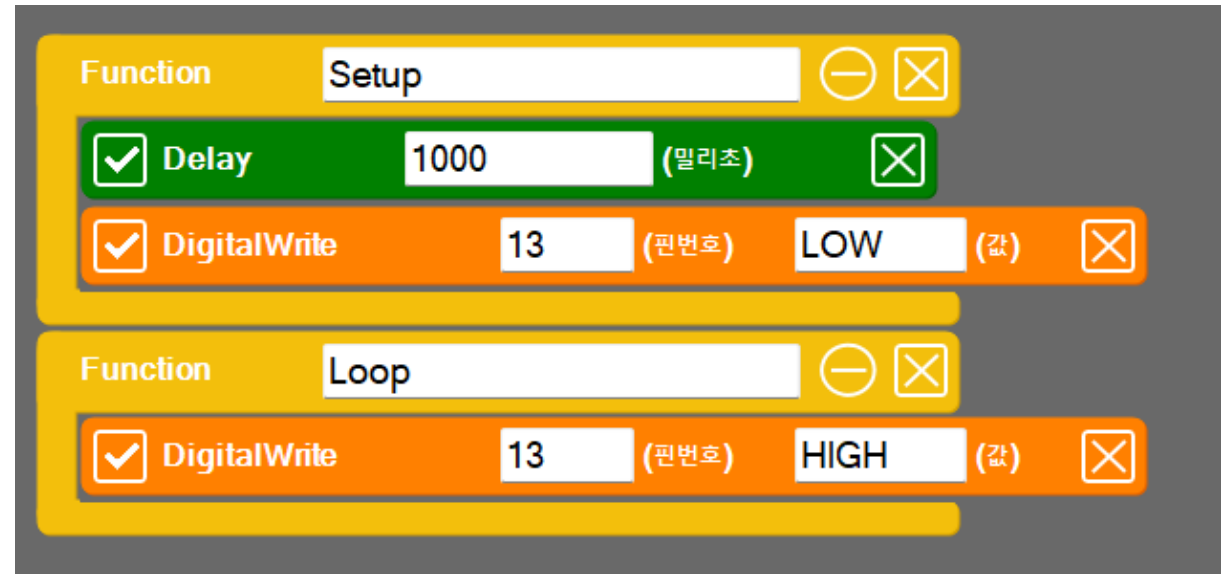 Function Setup
Delay 1000 (밀리초)
DigitalWrite 13 (핀번호) LOW (값)
Function Loop
DigitalWrite 13 (핀번호) HIGH (값)